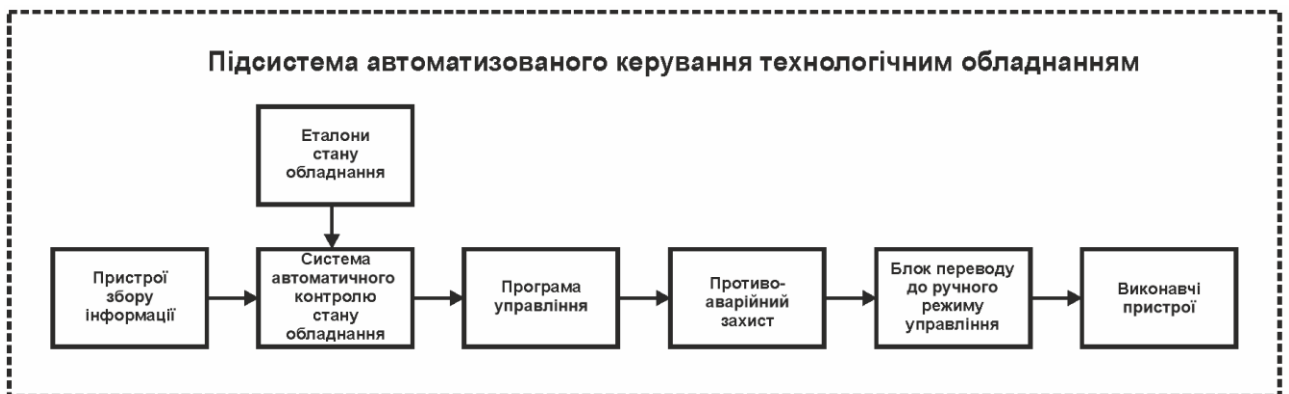 Підсистема автоматизованого керування технологічним обладнанням
Еталони
стану
обладнання
Пристрої
збору
інформації
Система
автоматичного
контролю
стану
обладнання
Програма
управління
Противо-
аварійний
захист
Блок переводу
до ручного
режиму
управління
Виконавчі
пристрої